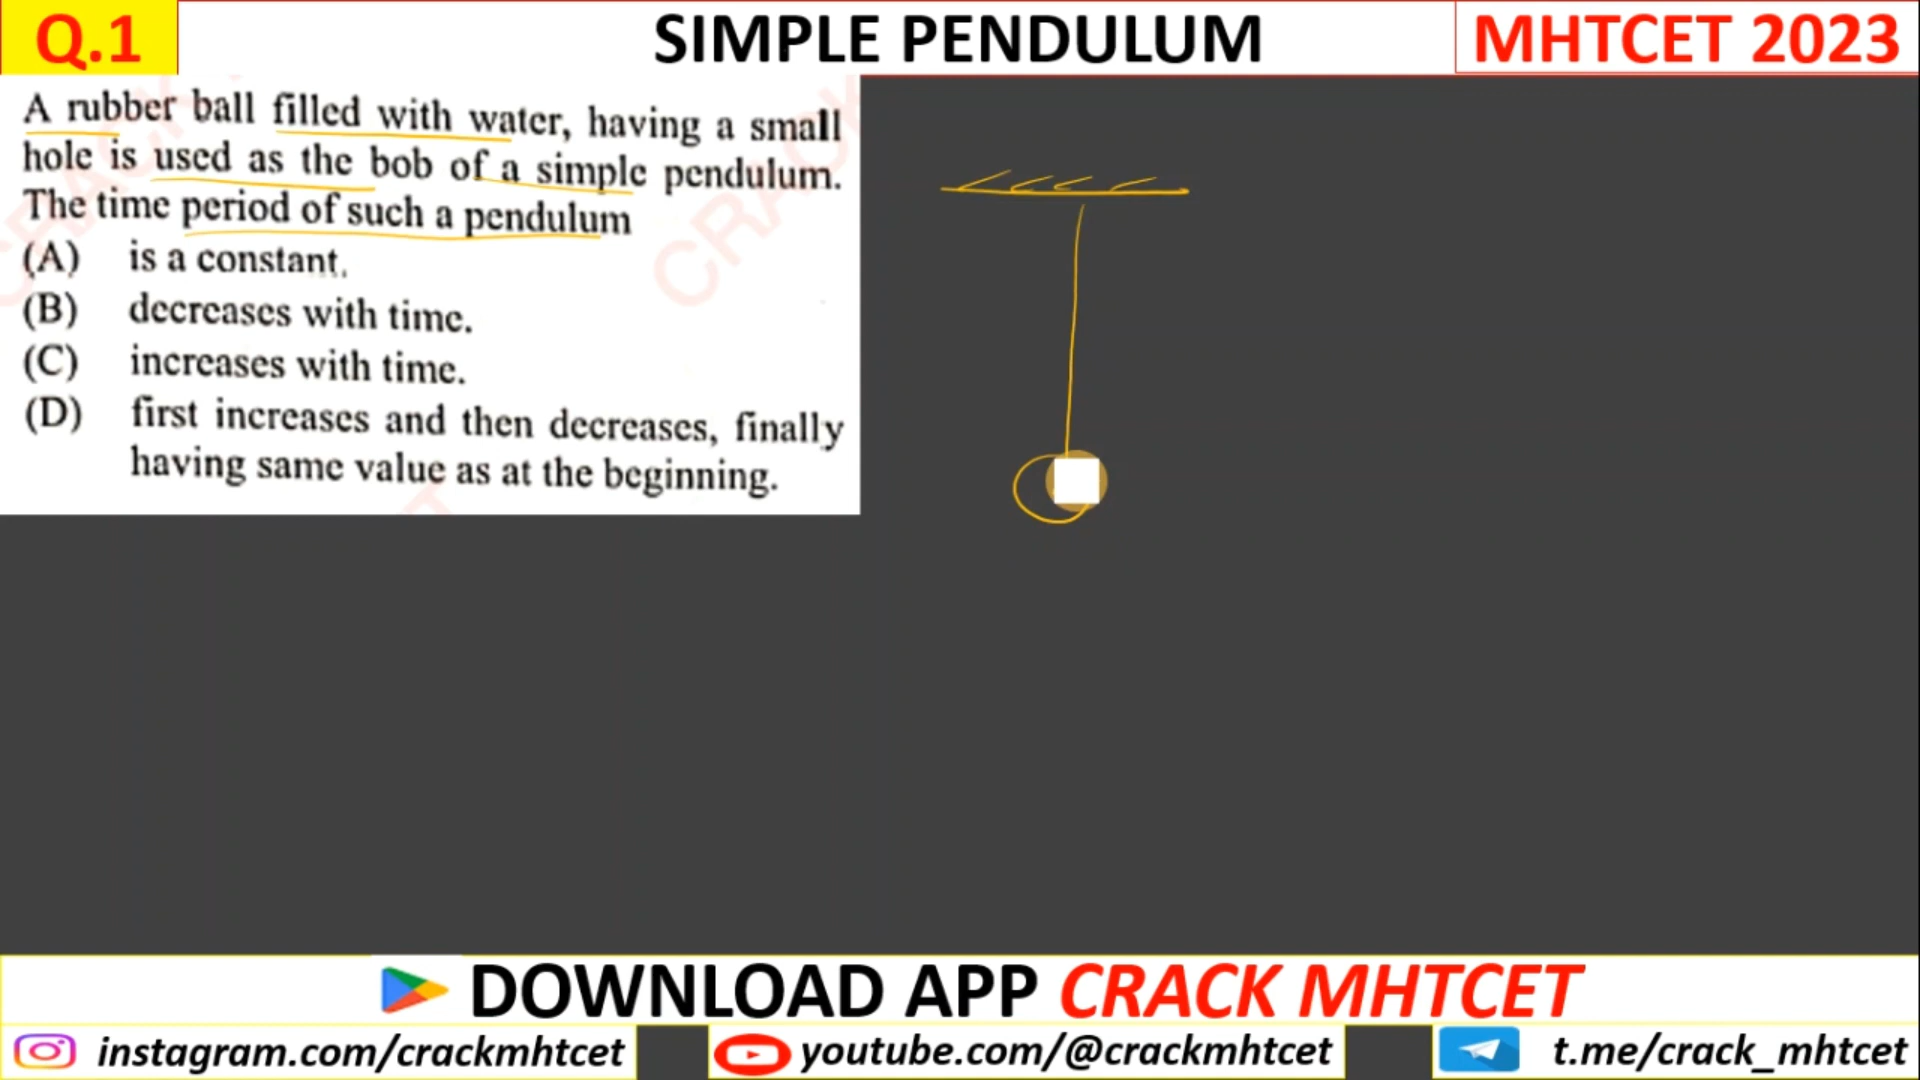 Q.1
SIMPLE PENDULUM
MHTCET 2023
A rubber ball filled with water, having a small
hole is used as the bob of a simple pendulum.
The time period of such a pendulum
(A) is a constant.
(B) decreases with time.
(C) increases with time.
(D) first increases and then decreases, finally
having same value as at the beginning.
DOWNLOAD APP CRACK MHTCET
instagram.com/crackmhtcet
youtube.com/@crackmhtcet
t.me/crack_mhtcet